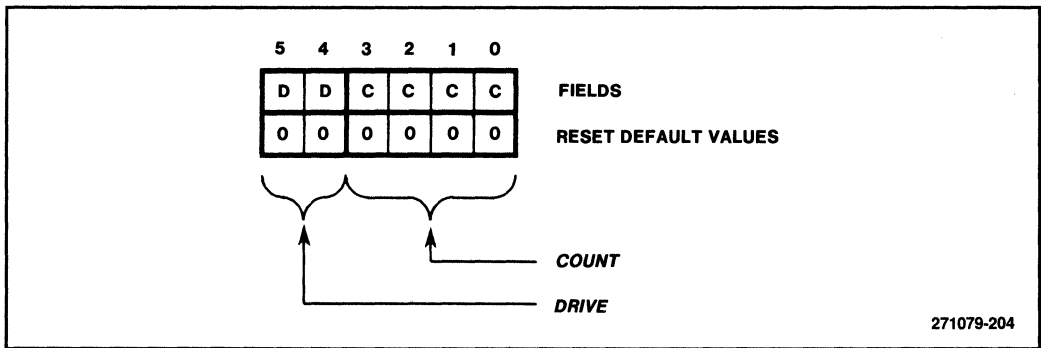 5 4 3 2 1 0
D D C C C C FIELDS
0 0 0 0 0 0 RESET DEFAULT VALUES
COUNT
DRIVE
271079-204